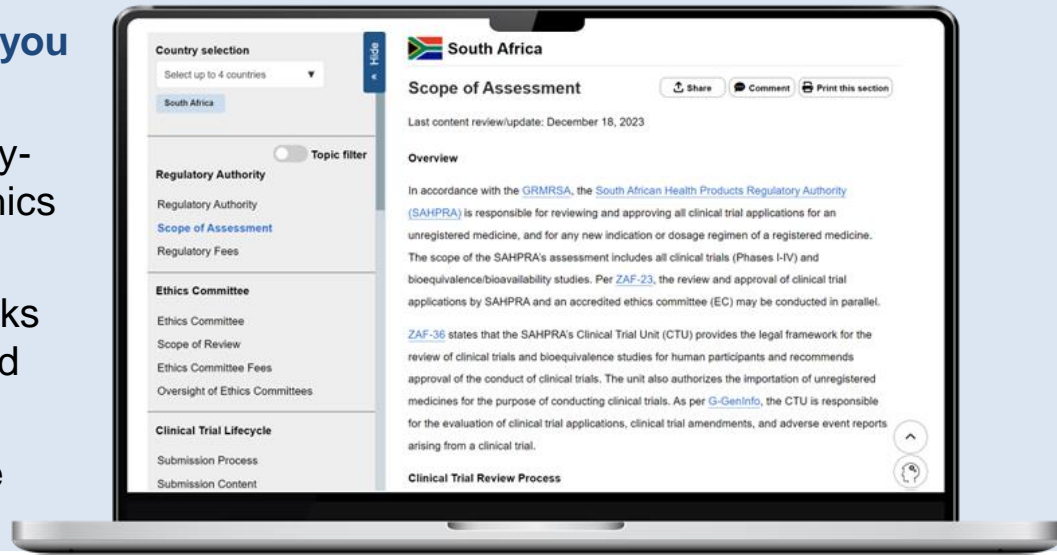 you
y-
nics
ks
d
e
Country selection
Select up to 4 countries
South Africa
« Hide
Topic filter
Regulatory Authority
Regulatory Authority
Scope of Assessment
Regulatory Fees
Ethics Committee
Ethics Committee
Scope of Review
Ethics Committee Fees
Oversight of Ethics Committees
Clinical Trial Lifecycle
Submission Process
Submission Content
South Africa
Scope of Assessment
Share
Comment
Print this section
Last content review/update: December 18, 2023
Overview
In accordance with the GRMRSA, the South African Health Products Regulatory Authority
(SAHPRA) is responsible for reviewing and approving all clinical trial applications for an
unregistered medicine, and for any new indication or dosage regimen of a registered medicine.
The scope of the SAHPRA's assessment includes all clinical trials (Phases I-IV) and
bioequivalence/bioavailability studies. Per ZAF-23, the review and approval of clinical trial
applications by SAHPRA and an accredited ethics committee (EC) may be conducted in parallel.
ZAF-36 states that the SAHPRA's Clinical Trial Unit (CTU) provides the legal framework for the
review of clinical trials and bioequivalence studies for human participants and recommends
approval of the conduct of clinical trials. The unit also authorizes the importation of unregistered
medicines for the purpose of conducting clinical trials. As per G-GenInfo, the CTU is responsible
for the evaluation of clinical trial applications, clinical trial amendments, and adverse event reports
arising from a clinical trial.
Clinical Trial Review Process